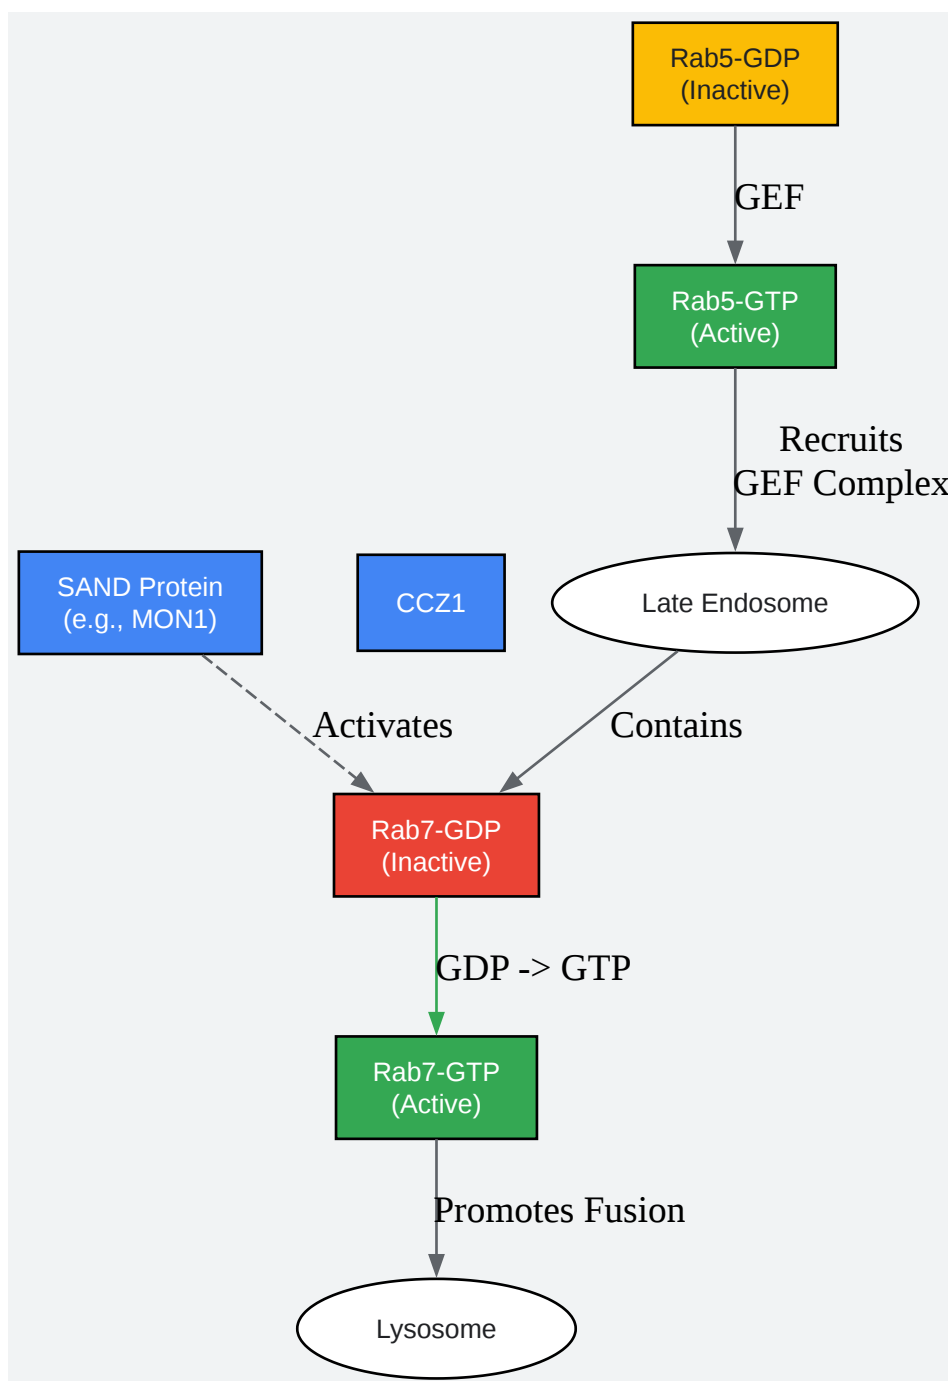 Rab5-GDP
(Inactive)
GEF
Rab5-GTP
(Active)
Recruits
GEF Complex
SAND Protein
(e.g., MON1)
CCZ1
Late Endosome
Activates
Contains
Rab7-GDP
(Inactive)
GDP -> GTP
Rab7-GTP
(Active)
Promotes Fusion
Lysosome